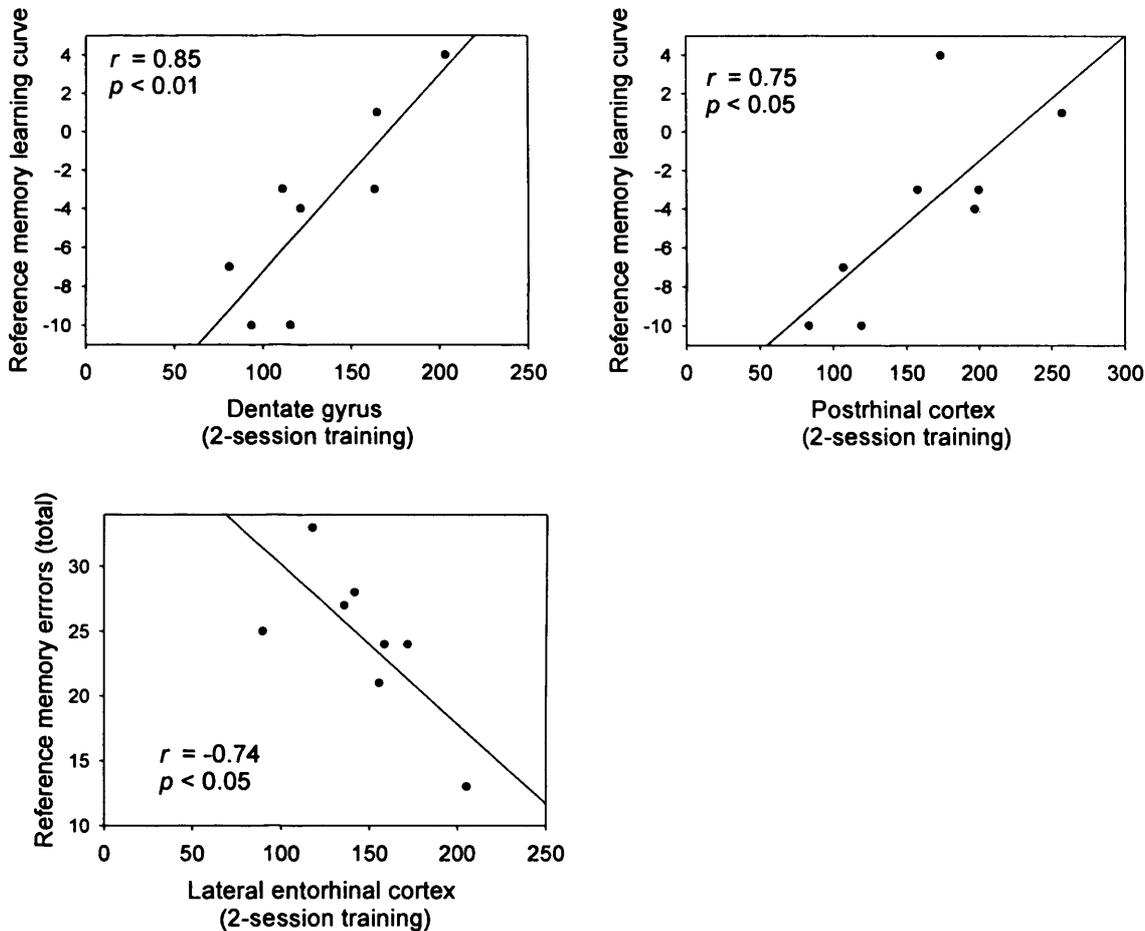 Reference memory learning curve
4
2
0
-2
-4
-6
-8
-10
r = 0.85
p < 0.01
0 50 100 150 200 250
Dentate gyrus
(2-session training)
Reference memory learning curve
4
2
0
-2
-4
-6
-8
-10
r = 0.75
p < 0.05
0 50 100 150 200 250 300
Postrhinal cortex
(2-session training)
Reference memory errrors (total)
30
25
20
15
10
r = -0.74
p < 0.05
0 50 100 150 200 250
Lateral entorhinal cortex
(2-session training)